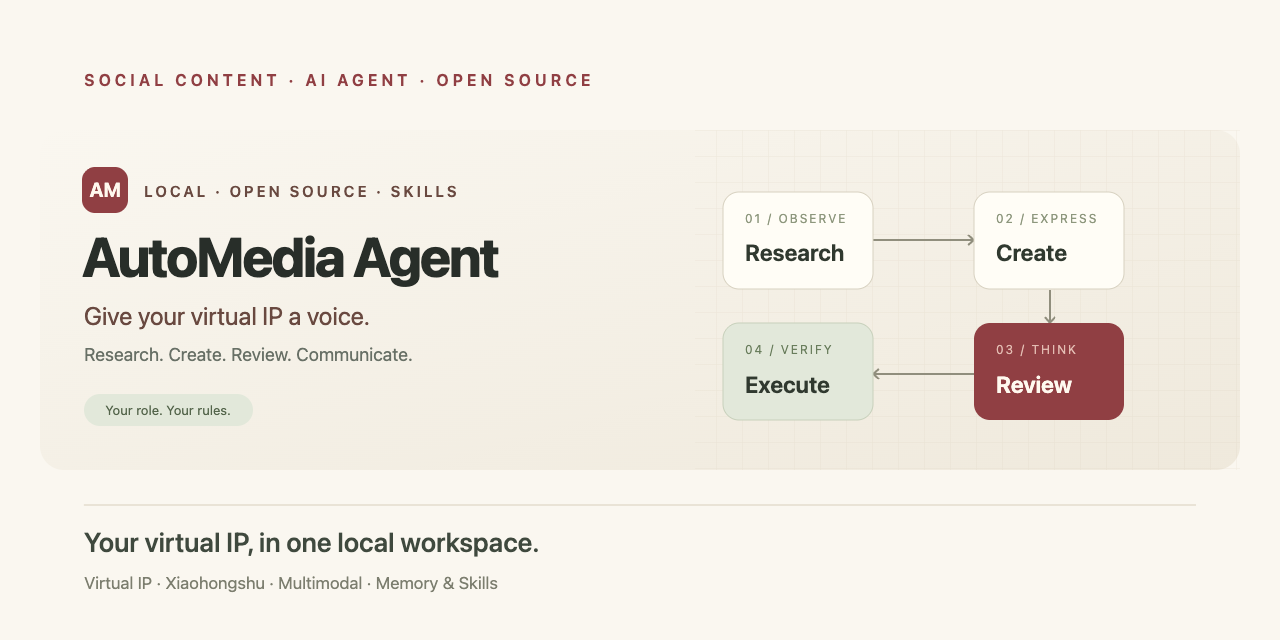 SOCIAL CONTENT · AI AGENT · OPEN SOURCE
AM
LOCAL · OPEN SOURCE · SKILLS
AutoMedia Agent
Give your virtual IP a voice.
Research. Create. Review. Communicate.
Your role. Your rules.
01 / OBSERVE
Research
02 / EXPRESS
Create
03 / THINK
Review
04 / VERIFY
Execute
Your virtual IP, in one local workspace.
Virtual IP · Xiaohongshu · Multimodal · Memory & Skills